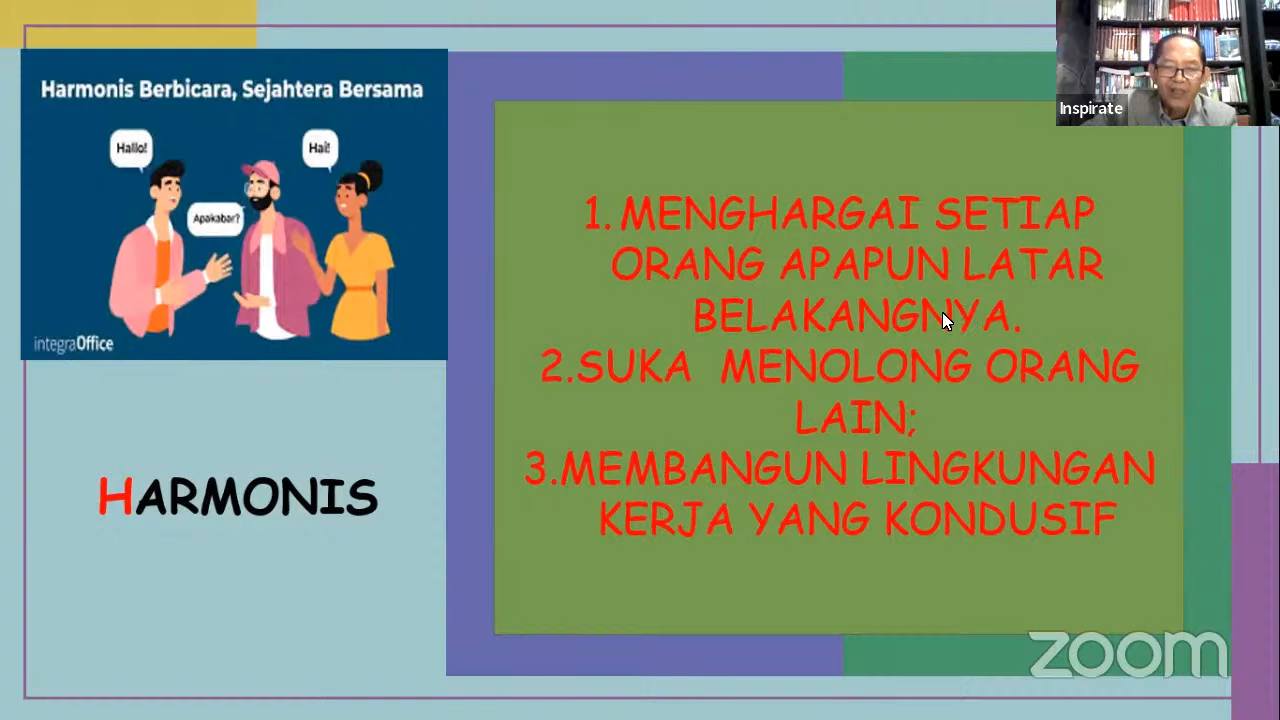 Harmonis Berbicara, Sejahtera Bersama
Hallo!
Hai!
Apakabar?
integraOffice
HARMONIS
1. MENGHARGAI SETIAP
ORANG APAPUN LATAR
BELAKANGNYA.
2.SUKA MENOLONG ORANG
LAIN;
3.MEMBANGUN LINGKUNGAN
KERJA YANG KONDUSIF
Inspirate
zoom